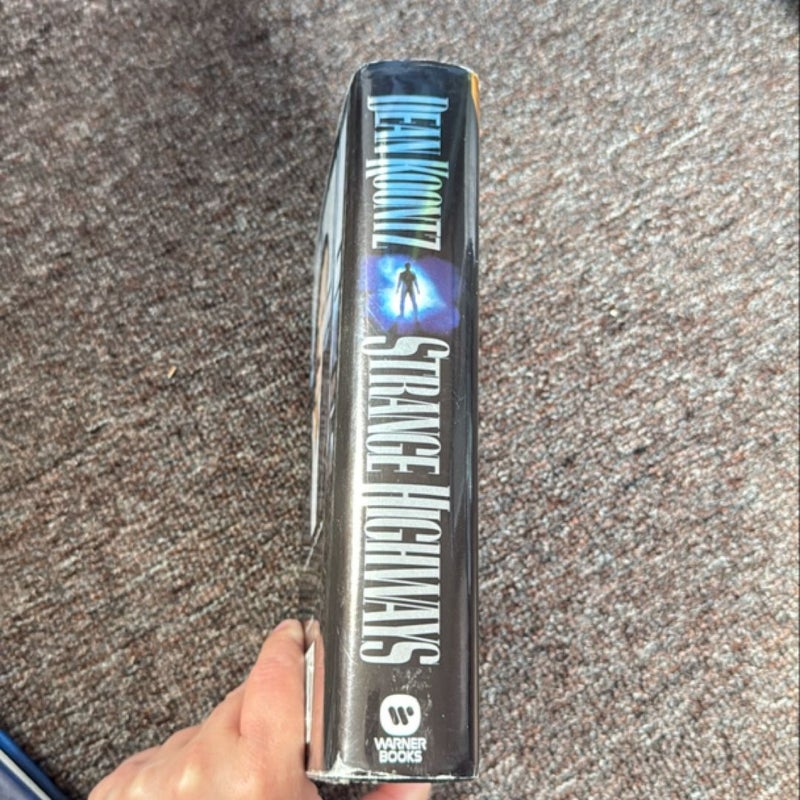 DEAN KOONTZ
STRANGE HIGHWAYS
WARNER
BOOKS